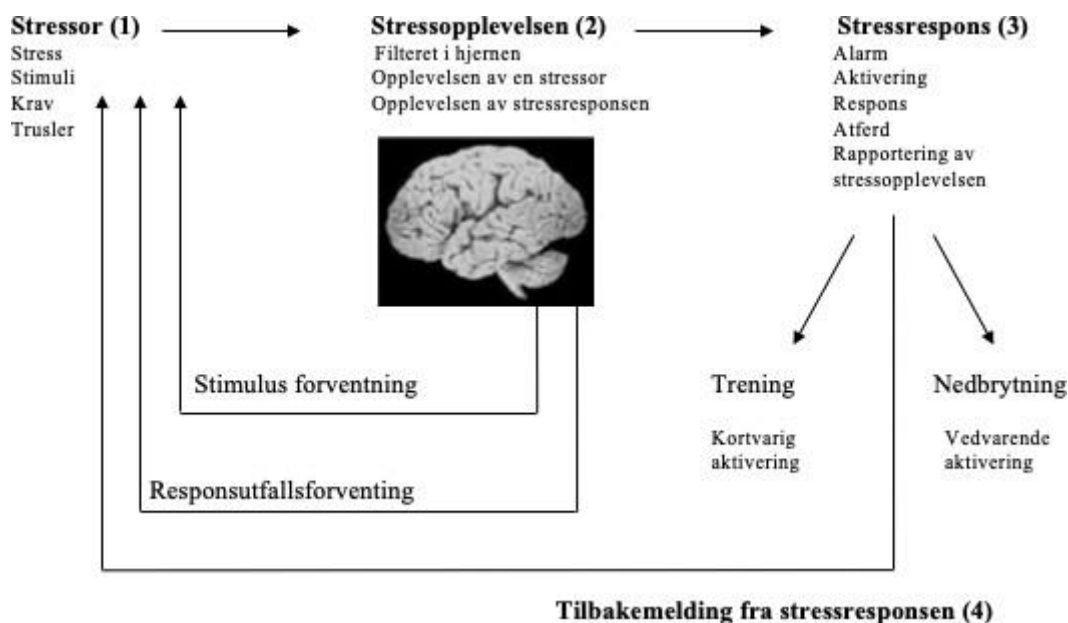 Stressor (1)
Stress
Stimuli
Krav
Trusler
Stressopplevelsen (2)
Filteret i hjernen
Opplevelsen av en stressor
Opplevelsen av stressresponsen
Stressrespons (3)
Alarm
Aktivering
Respons
Atferd
Rapportering av
stressopplevelsen
Stimulus forventning
Responsutfallsforventing
Trening
Kortvarig
aktivering
Nedbrytning
Vedvarende
aktivering
Tilbakemelding fra stressresponsen (4)